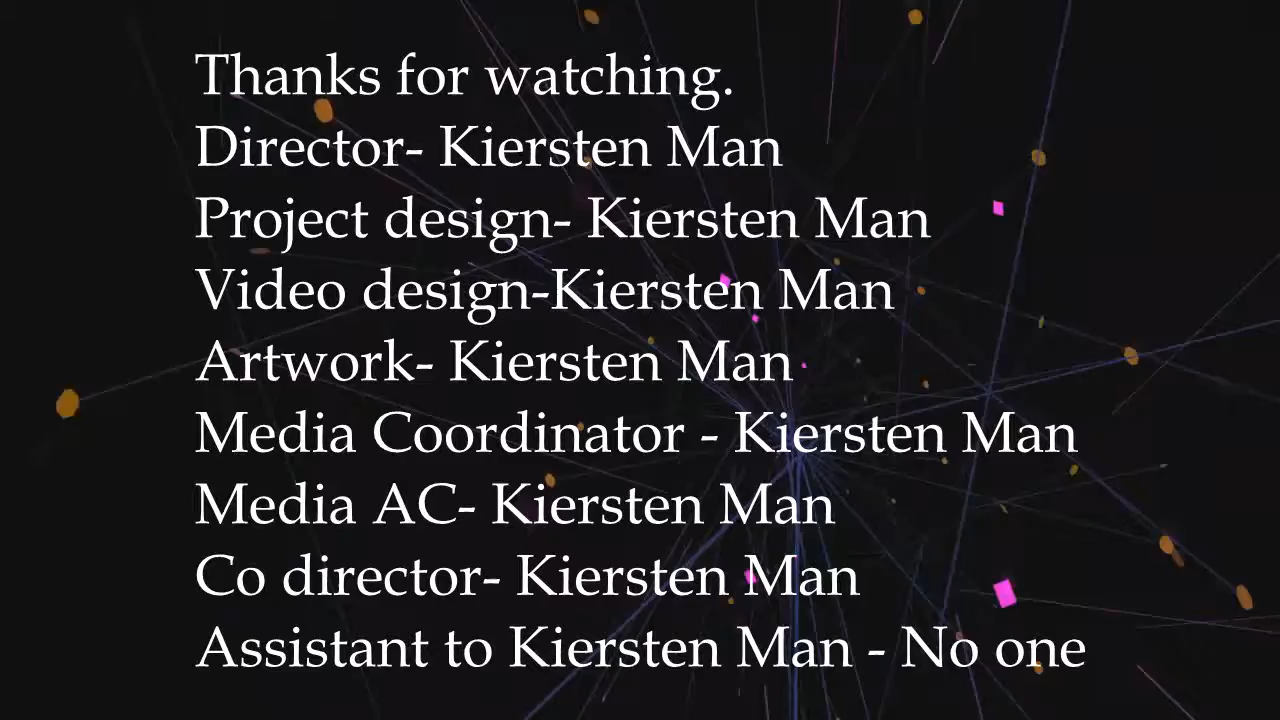 Thanks for watching.
Director- Kiersten Man
Project design- Kiersten Man
Video design-Kiersten Man
Artwork- Kiersten Man
Media Coordinator - Kiersten Man
Media AC- Kiersten Man
Co director- Kiersten Man
Assistant to Kiersten Man - No one